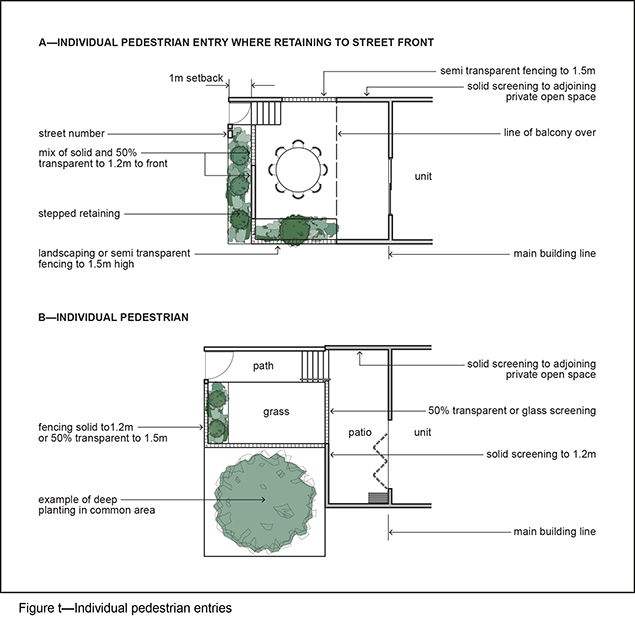 A—INDIVIDUAL PEDESTRIAN ENTRY WHERE RETAINING TO STREET FRONT
semi transparent fencing to 1.5m
1m setback
solid screening to adjoining
private open space
street number
line of balcony over
mix of solid and 50%
transparent to 1.2m to front
unit
stepped retaining
landscaping or semi transparent
fencing to 1.5m high
main building line
B—INDIVIDUAL PEDESTRIAN
path
solid screening to adjoining
private open space
grass
50% transparent or glass screening
fencing solid to1.2m
or 50% transparent to 1.5m
patio
unit
solid screening to 1.2m
example of deep
planting in common area
main building line
Figure t—Individual pedestrian entries